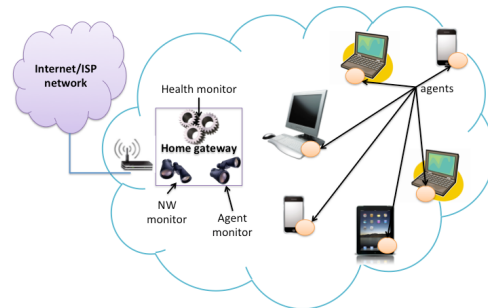 Internet/ISP
network
Health monitor
Home gateway
NW
monitor
Agent
monitor
agents